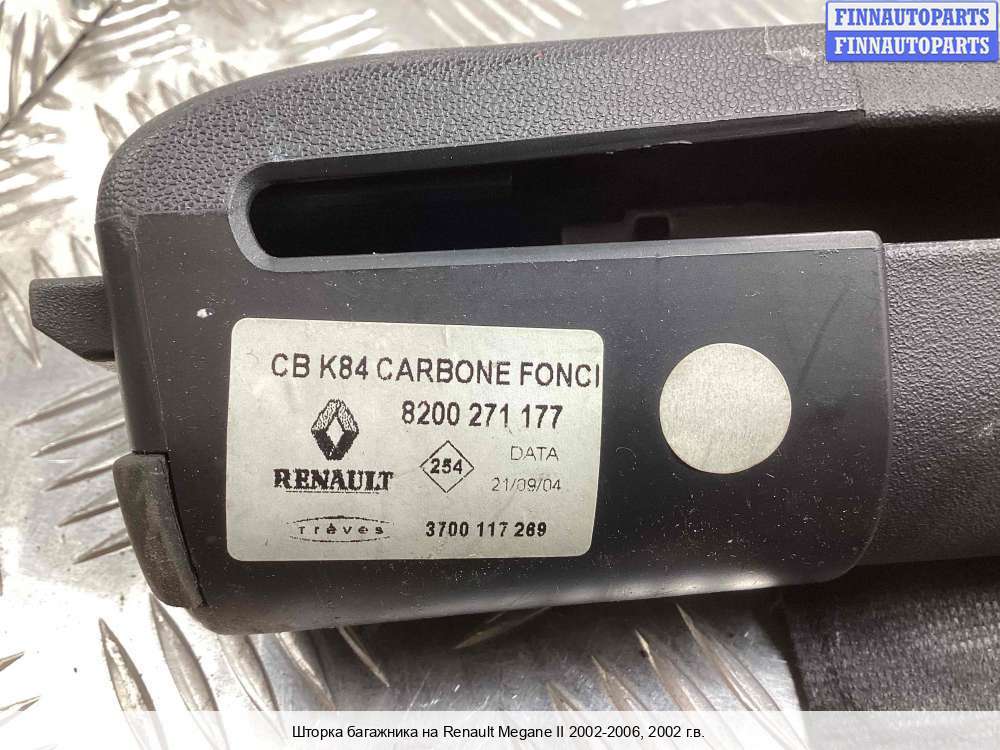 FINNAUTOPARTS
FINNAUTOPARTS
CB K84 CARBONE FONCI
8200 271 177
RENAULT
254
DATA
21/09/04
Trèves
3700 117 269
Шторка багажника на Renault Megane II 2002-2006, 2002 г.в.